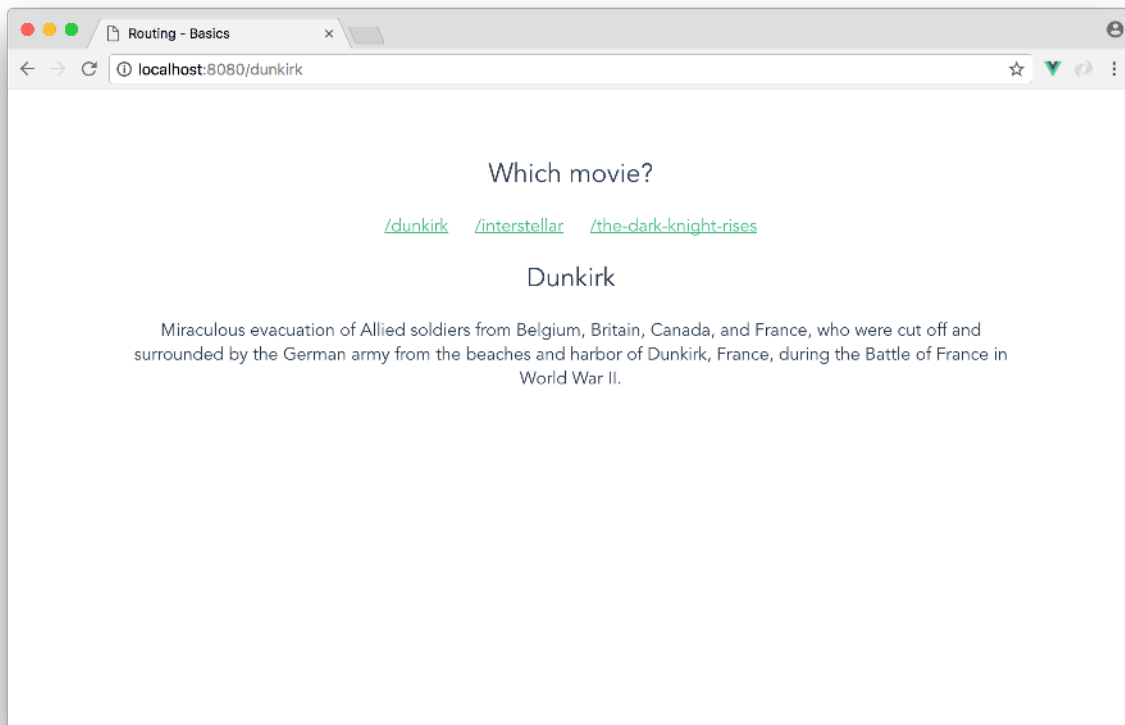 Routing - Basics
localhost:8080/dunkirk
Which movie?
/dunkirk /interstellar /the-dark-knight-rises
Dunkirk
Miraculous evacuation of Allied soldiers from Belgium, Britain, Canada, and France, who were cut off and
surrounded by the German army from the beaches and harbor of Dunkirk, France, during the Battle of France in
World War II.